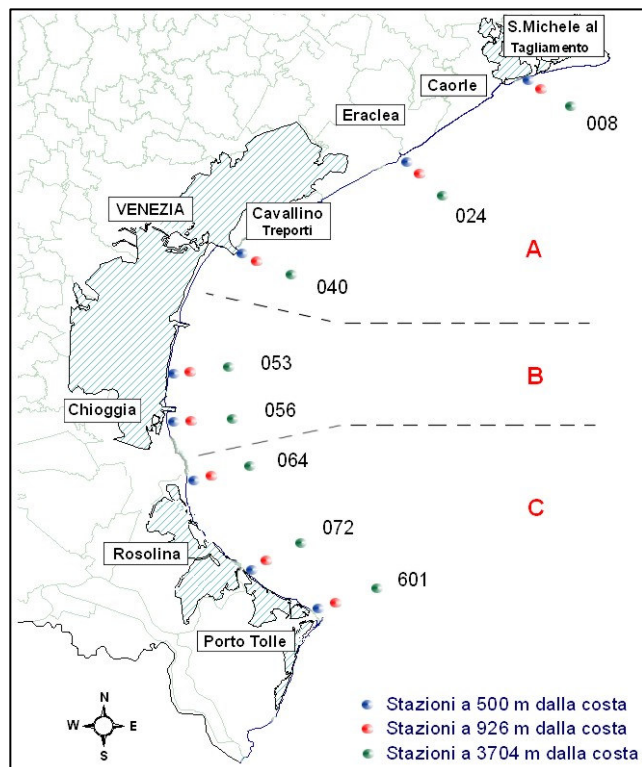 S.Michele al
Tagliamento
Caorle
008
Eraclea
024
VENEZIA
Cavallino
Treporti
A
040
053
B
Chioggia
056
064
C
072
Rosolina
601
Porto Tolle
N
W E
S
Stazioni a 500 m dalla costa
Stazioni a 926 m dalla costa
Stazioni a 3704 m dalla costa